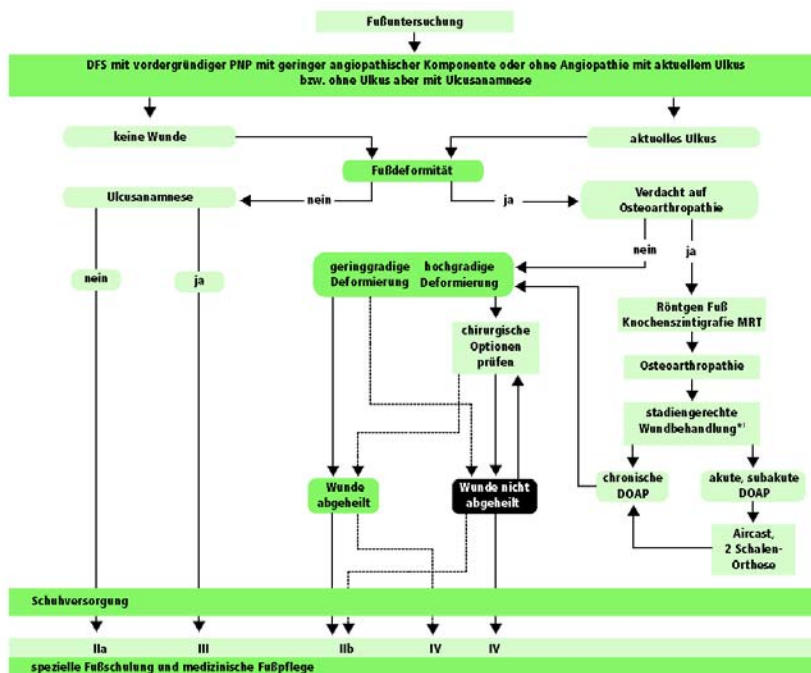 Fußuntersuchung
DFS mit vordergründiger PNP mit geringer angiopathischer Komponente oder ohne Angiopathie mit aktuellem Ulkus
bzw. ohne Ulkus aber mit Ulcusanamnese
keine Wunde
aktuelles Ulkus
Fußdeformität
Ulcusanamnese
nein
ja
Verdacht auf
Osteoarthropathie
nein
ja
nein
ja
geringgradige
Deformierung
hochgradige
Deformierung
Röntgen Fuß
Knochenszintigrafie MRT
chirurgische
Optionen
prüfen
Osteoarthropathie
stadiengerechte
Wundbehandlung*)
Wunde
abgeheilt
Wunde nicht
abgeheilt
chronische
DOAP
akute, subakute
DOAP
Aircast,
2 Schalen-
Orthese
Schuhversorgung
IIa
III
IIb
IV
IV
spezielle Fußschulung und medizinische Fußpflege